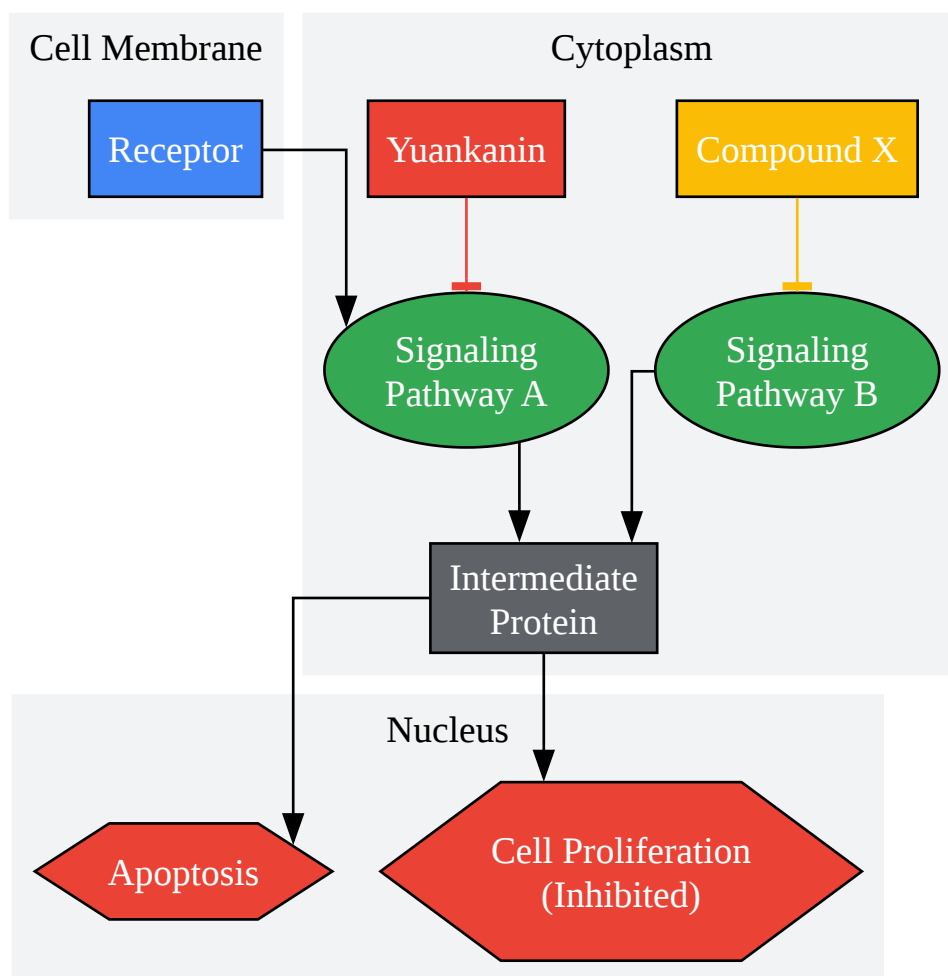 Cell Membrane
Cytoplasm
Receptor
Yuankanin
Compound X
Signaling
Pathway A
Signaling
Pathway B
Intermediate
Protein
Nucleus
Apoptosis
Cell Proliferation
(Inhibited)